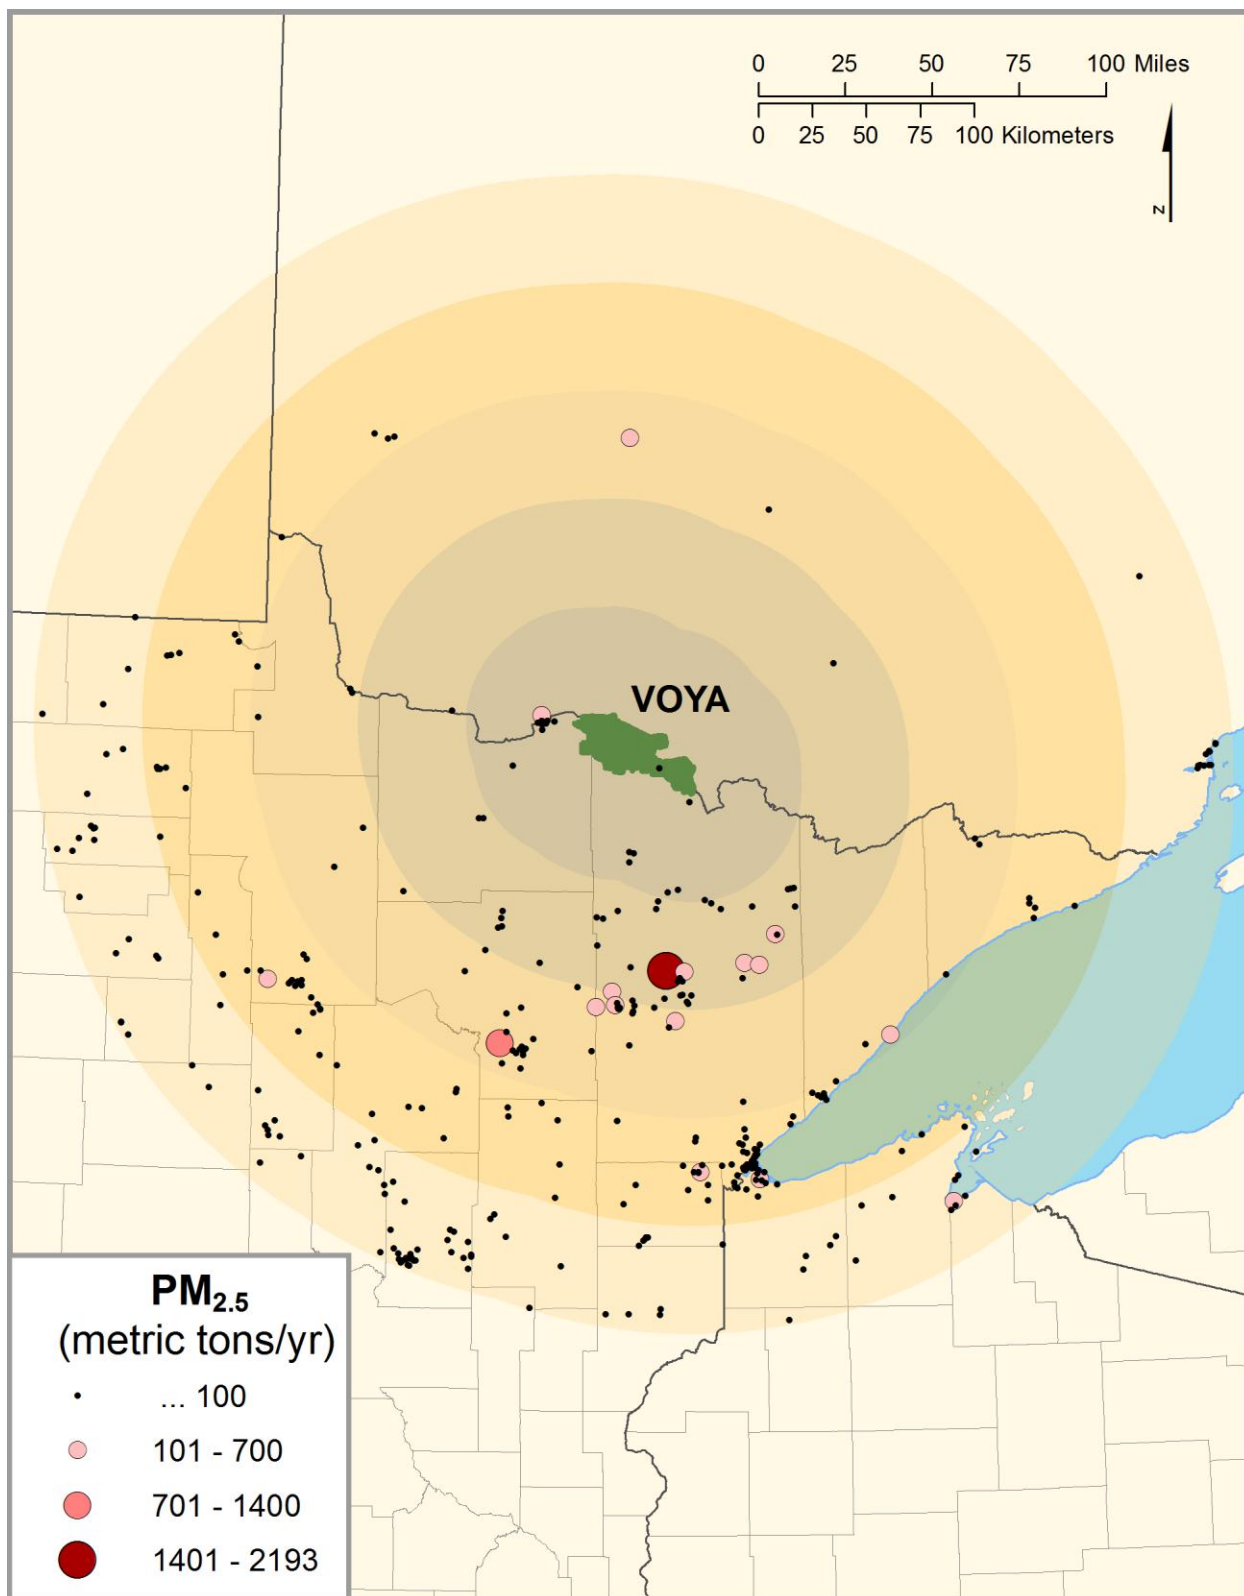 0 25 50 75 100 Miles
0 25 50 75 100 Kilometers
N
VOYA
PM2.5
(metric tons/yr)
... 100
101 - 700
701 - 1400
1401 - 2193